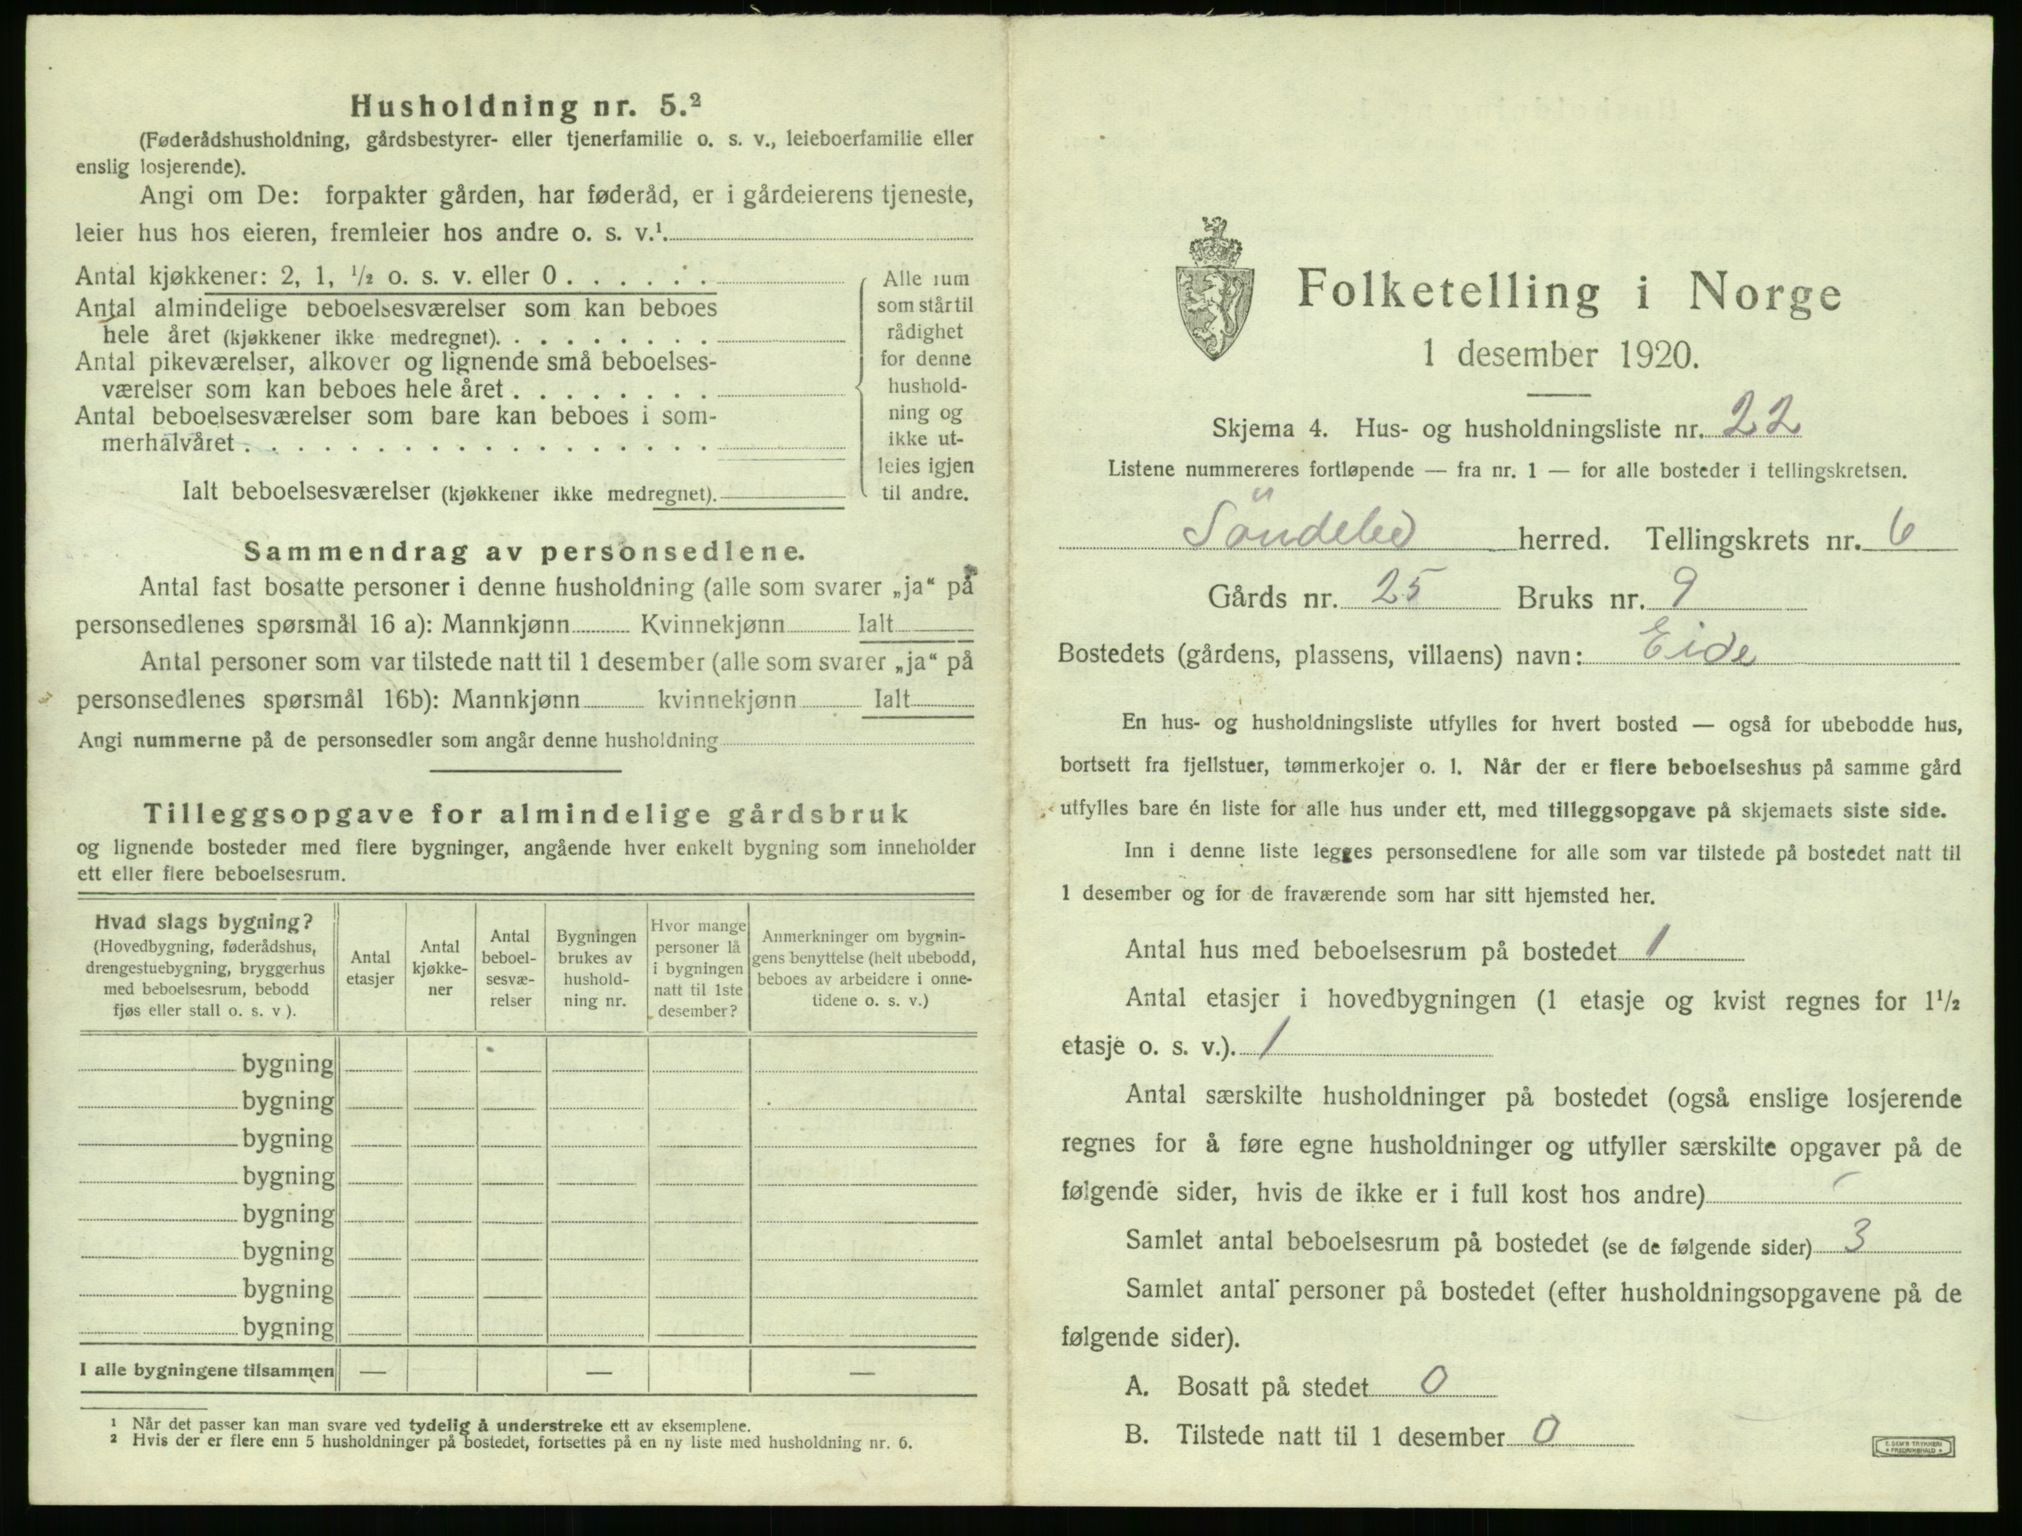 Husholdning nr. 5.²
(Føderådshusholdning, gårdsbestyrer- eller tjenerfamilie o. s. v., leieboerfamilie eller
enslig losjerende).
Angi om De: forpakter gården, har føderåd, er i gårdeierens tjeneste,
leier hus hos eieren, fremleier hos andre o. s. v.¹.
Antal kjøkkener: 2, 1, ½ o. s. v. eller 0 . . . . . .
Antal almindelige beboelsesværelser som kan beboes
hele året (kjøkkener ikke medregnet). . . . . . . . .
Antal pikeværelser, alkover og lignende små beboelses-
værelser som kan beboes hele året . . . . . . . .
Antal beboelsesværelser som bare kan beboes i som-
merhalvåret . . . . . . . . . . . . . . . . . .
Ialt beboelsesværelser (kjøkkener ikke medregnet).
Alle rum
som står til
rådighet
for denne
hushold-
ning og
ikke ut-
leies igjen
til andre.
Sammendrag av personsedlene.
Antal fast bosatte personer i denne husholdning (alle som svarer „ja“ på
personsedlenes spørsmål 16 a): Mannkjønn Kvinnekjønn Ialt
Antal personer som var tilstede natt til 1 desember (alle som svarer „ja“ på
personsedlenes spørsmål 16b): Mannkjønn kvinnekjønn Ialt
Angi nummerne på de personsedler som angår denne husholdning
Tilleggsopgave for almindelige gårdsbruk
og lignende bosteder med flere bygninger, angående hver enkelt bygning som inneholder
ett eller flere beboelsesrum.
Hvad slags bygning?
(Hovedbygning, føderådshus,
drengestuebygning, bryggerhus
med beboelsesrum, bebodd
fjøs eller stall o. s. v ).
Antal
etasjer
Antal
kjøkke-
ner
Antal
beboel-
sesvæ-
relser
Bygningen
brukes av
hushold-
ning nr.
Hvor mange
personer lå
i bygningen
natt til 1ste
desember?
Anmerkninger om bygnin-
gens benyttelse (helt ubebodd,
beboes av arbeidere i onne-
tidene o. s. v.)
bygning
bygning
bygning
bygning
bygning
bygning
bygning
bygning
I alle bygningene tilsammen — — —
¹ Når det passer kan man svare ved tydelig å understreke ett av eksemplene.
² Hvis der er flere enn 5 husholdninger på bostedet, fortsettes på en ny liste med husholdning nr. 6.
Folketelling i Norge
1 desember 1920.
Skjema 4. Hus- og husholdningsliste nr. 22
Listene nummereres fortløpende — fra nr. 1 — for alle bosteder i tellingskretsen.
Söndeled herred. Tellingskrets nr. 6
Gårds nr. 25 Bruks nr. 9
Bostedets (gårdens, plassens, villaens) navn: Eide
En hus- og husholdningsliste utfylles for hvert bosted — også for ubebodde hus,
bortsett fra fjellstuer, tømmerkojer o. l. Når der er flere beboelseshus på samme gård
utfylles bare én liste for alle hus under ett, med tilleggsopgave på skjemaets siste side.
Inn i denne liste legges personsedlene for alle som var tilstede på bostedet natt til
1 desember og for de fraværende som har sitt hjemsted her.
Antal hus med beboelsesrum på bostedet 1
Antal etasjer i hovedbygningen (1 etasje og kvist regnes for 1½
etasje o. s. v.). 1
Antal særskilte husholdninger på bostedet (også enslige losjerende
regnes for å føre egne husholdninger og utfyller særskilte opgaver på de
følgende sider, hvis de ikke er i full kost hos andre) -
Samlet antal beboelsesrum på bostedet (se de følgende sider) 3
Samlet antal personer på bostedet (efter husholdningsopgavene på de
følgende sider).
A. Bosatt på stedet 0
B. Tilstede natt til 1 desember 0
E. SEM'S TRYKKERI
FREDRIKSHALD